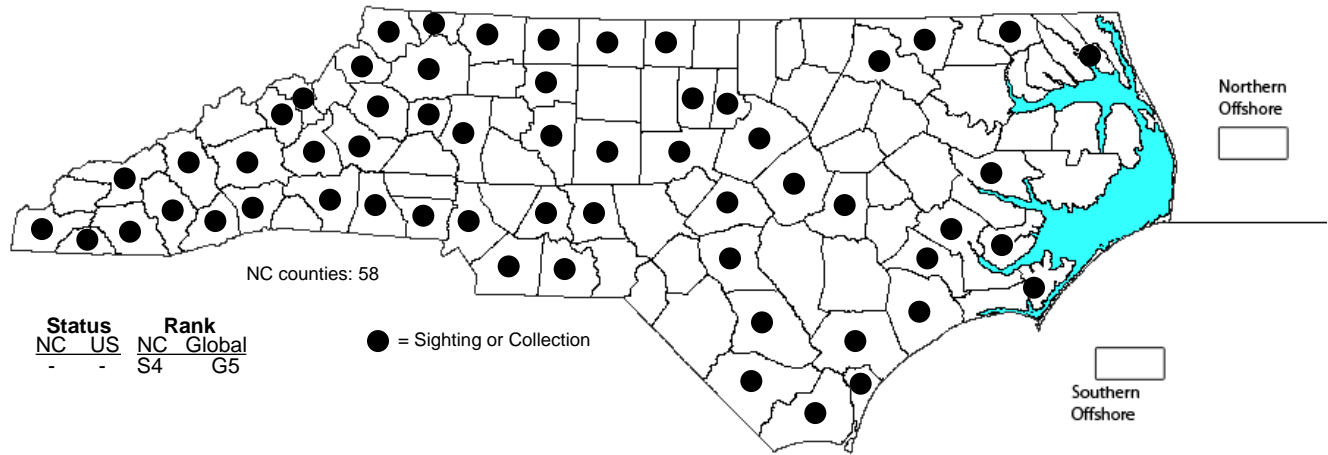 Northern
Offshore
NC counties: 58
Status Rank
NC US NC Global
- - S4 G5
= Sighting or Collection
Southern
Offshore